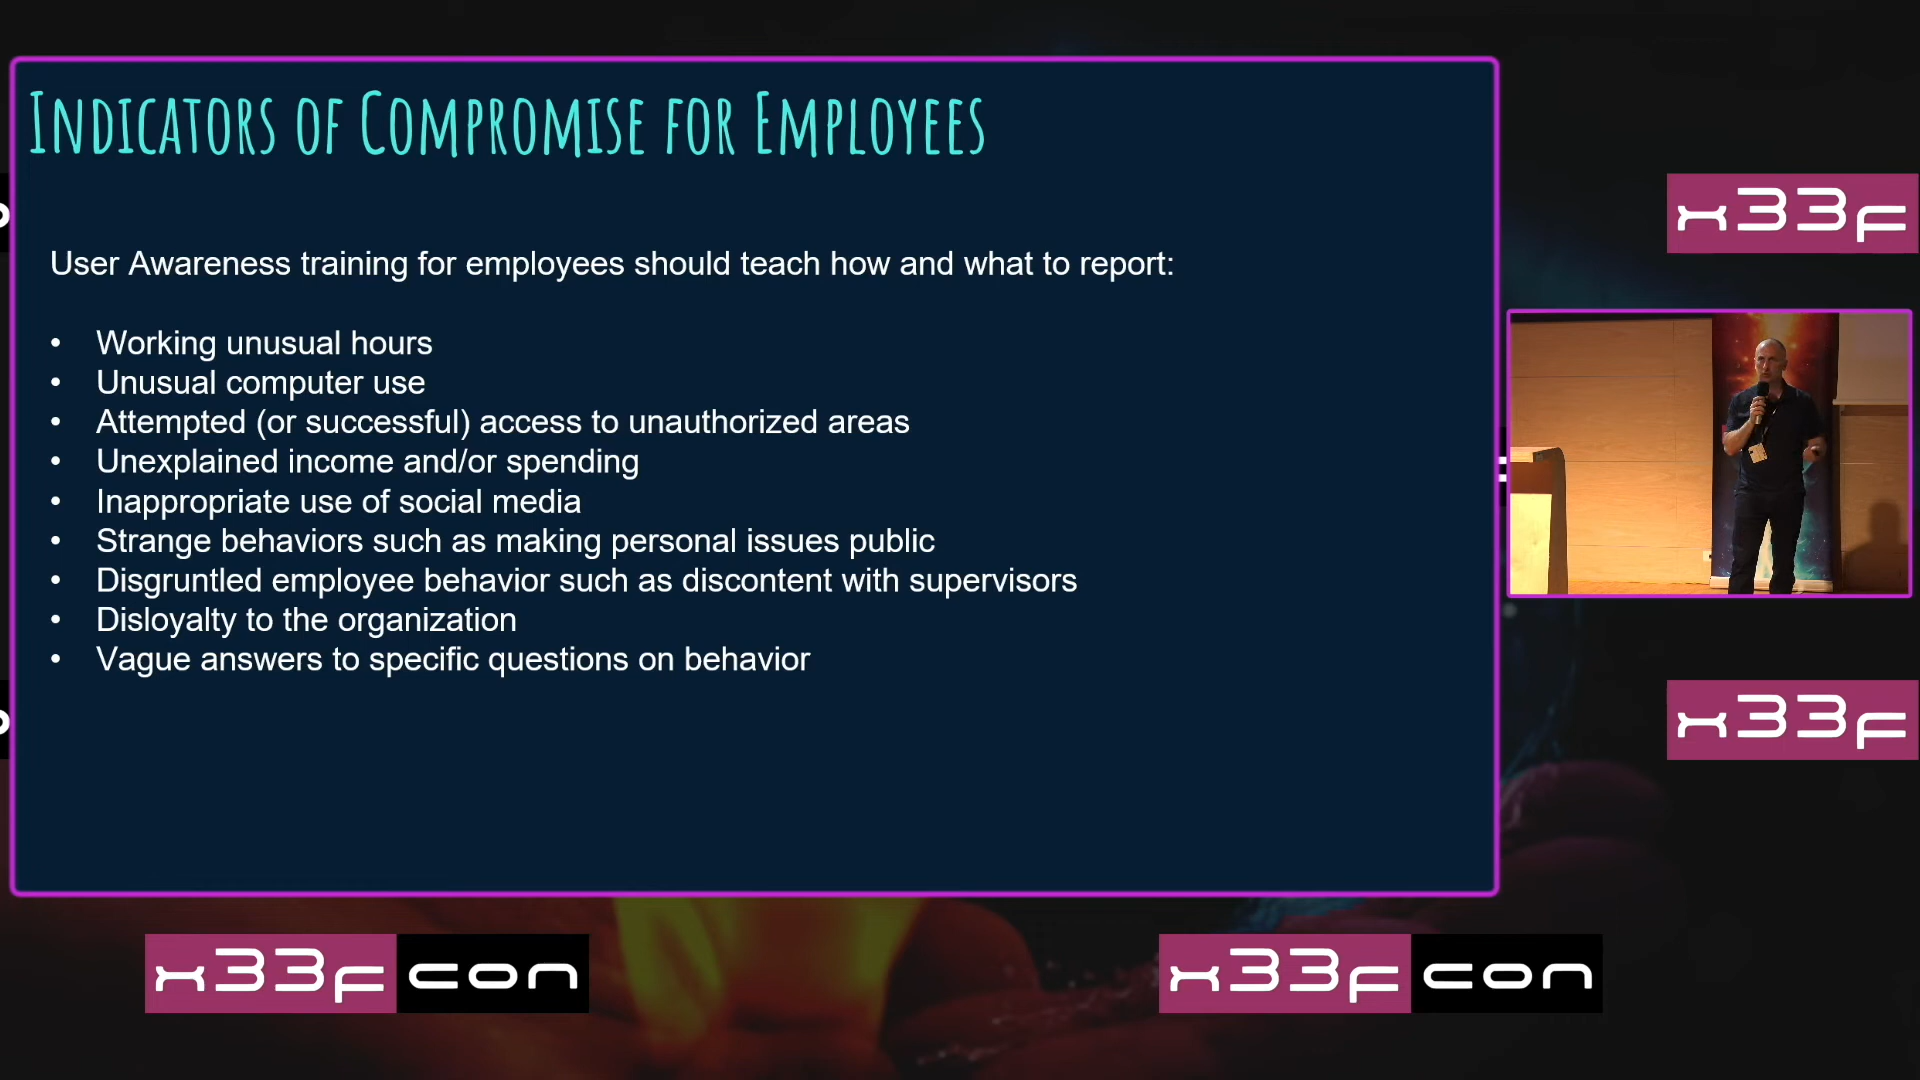 Indicators of Compromise for Employees
User Awareness training for employees should teach how and what to report:
• Working unusual hours
• Unusual computer use
• Attempted (or successful) access to unauthorized areas
• Unexplained income and/or spending
• Inappropriate use of social media
• Strange behaviors such as making personal issues public
• Disgruntled employee behavior such as discontent with supervisors
• Disloyalty to the organization
• Vague answers to specific questions on behavior
x33f
x33f
x33fcon
x33fcon